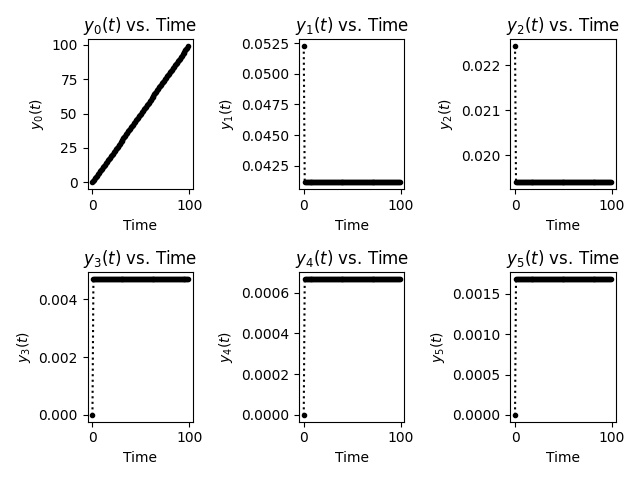 y₀(t) vs. Time
y₁(t) vs. Time
y₂(t) vs. Time
100
75
50
25
0
y₀(t)
0 100
Time
0.0525
0.0500
0.0475
0.0450
0.0425
y₁(t)
0 100
Time
0.022
0.021
0.020
y₂(t)
0 100
Time
y₃(t) vs. Time
y₄(t) vs. Time
y₅(t) vs. Time
0.004
0.002
0.000
y₃(t)
0 100
Time
0.0006
0.0004
0.0002
0.0000
y₄(t)
0 100
Time
0.0015
0.0010
0.0005
0.0000
y₅(t)
0 100
Time